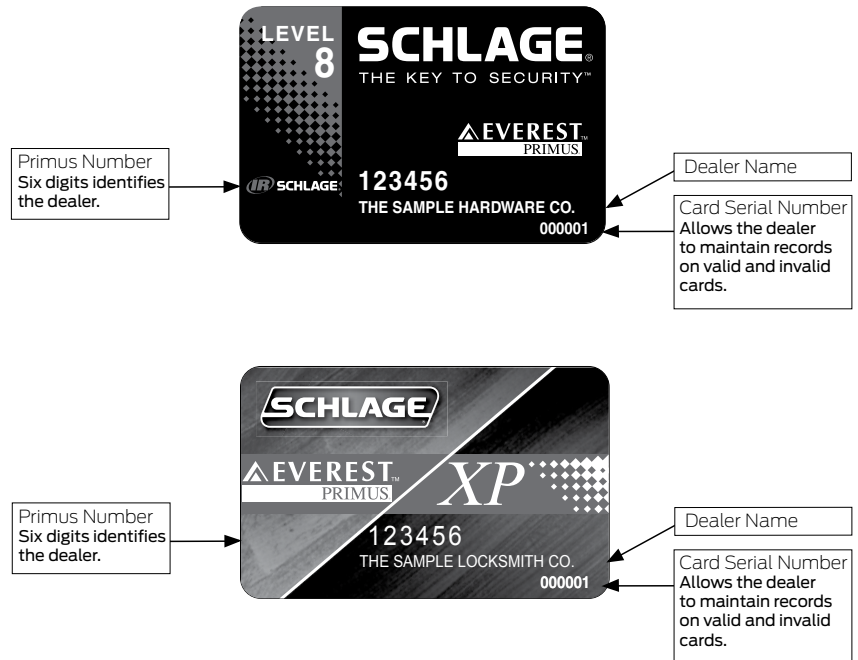 LEVEL
8
SCHLAGE®
THE KEY TO SECURITY™
EVEREST™
PRIMUS
IR SCHLAGE
123456
THE SAMPLE HARDWARE CO.
000001
Primus Number
Six digits identifies
the dealer.
Dealer Name
Card Serial Number
Allows the dealer
to maintain records
on valid and invalid
cards.
SCHLAGE
EVEREST™
PRIMUS
XP
123456
THE SAMPLE LOCKSMITH CO.
000001
Primus Number
Six digits identifies
the dealer.
Dealer Name
Card Serial Number
Allows the dealer
to maintain records
on valid and invalid
cards.